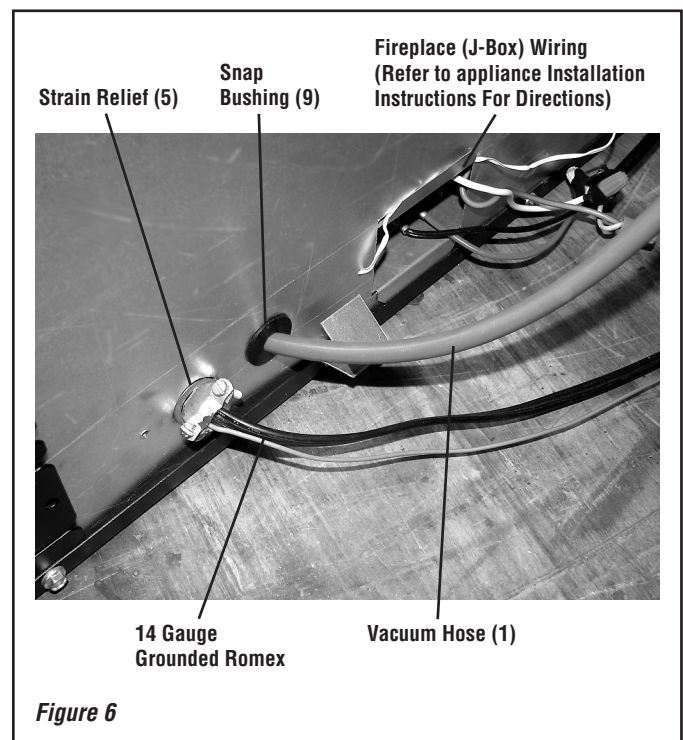 Strain Relief (5)
Snap
Bushing (9)
Fireplace (J-Box) Wiring
(Refer to appliance Installation
Instructions For Directions)
14 Gauge
Grounded Romex
Vacuum Hose (1)
Figure 6